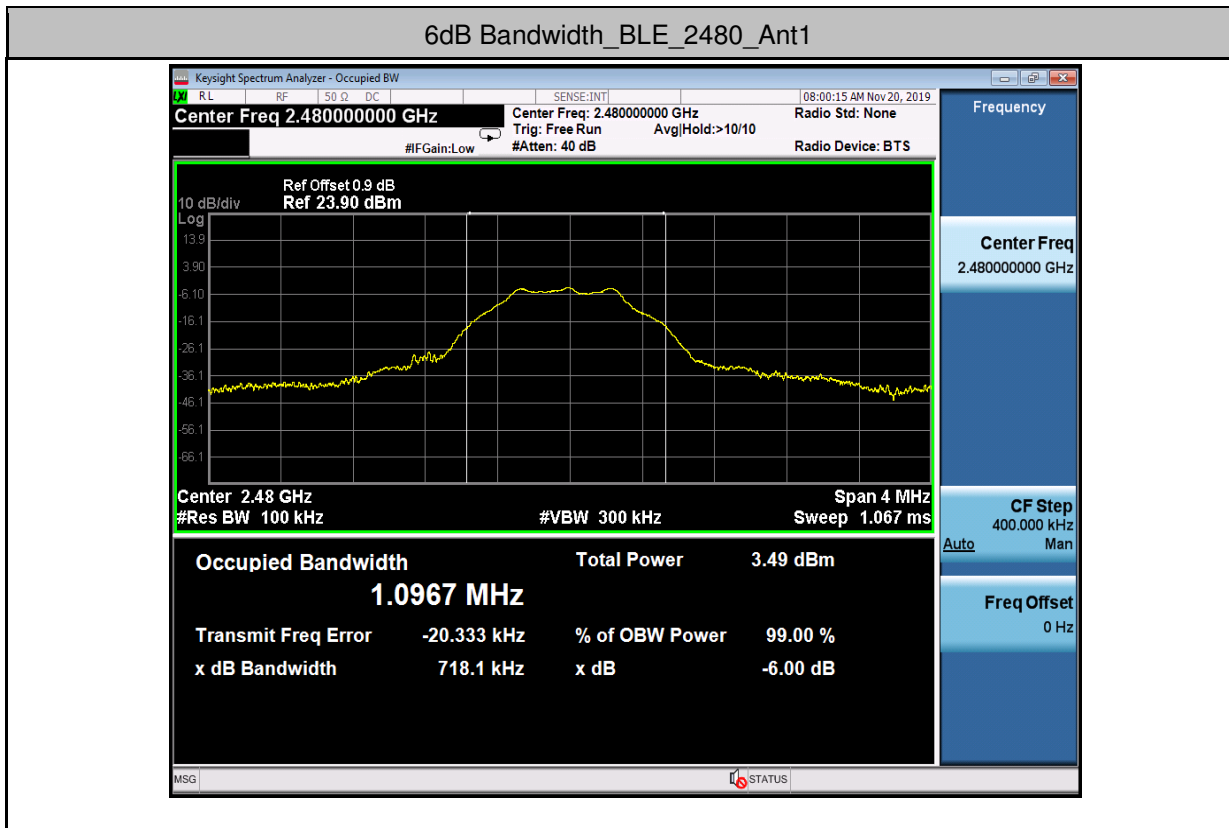 6dB Bandwidth_BLE_2480_Ant1
Keysight Spectrum Analyzer - Occupied BW
LXI RL RF 50 Ω DC SENSE:INT 08:00:15 AM Nov 20, 2019
Center Freq 2.480000000 GHz
Center Freq: 2.480000000 GHz
Radio Std: None
Trig: Free Run Avg|Hold:>10/10
#IFGain:Low #Atten: 40 dB
Radio Device: BTS
Frequency
Ref Offset 0.9 dB
10 dB/div Ref 23.90 dBm
Log
13.9
3.90
-6.10
-16.1
-26.1
-36.1
-46.1
-56.1
-66.1
Center 2.48 GHz Span 4 MHz
#Res BW 100 kHz #VBW 300 kHz Sweep 1.067 ms
Occupied Bandwidth Total Power 3.49 dBm
1.0967 MHz
Transmit Freq Error -20.333 kHz % of OBW Power 99.00 %
x dB Bandwidth 718.1 kHz x dB -6.00 dB
Center Freq
2.480000000 GHz
CF Step
400.000 kHz
Auto Man
Freq Offset
0 Hz
MSG STATUS